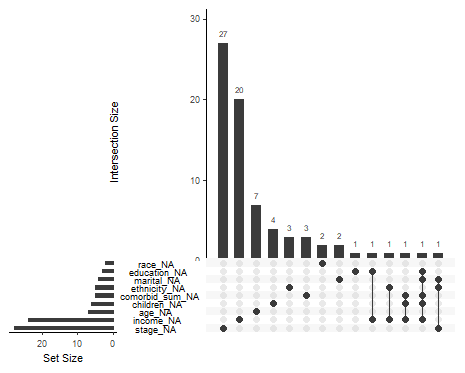 30
20
10
0
Intersection Size
27
20
7
4
3
3
2
2
1
1
1
1
1
1
race_NA
education_NA
marital_NA
ethnicity_NA
comorbid_sum_NA
children_NA
age_NA
income_NA
stage_NA
20
10
0
Set Size